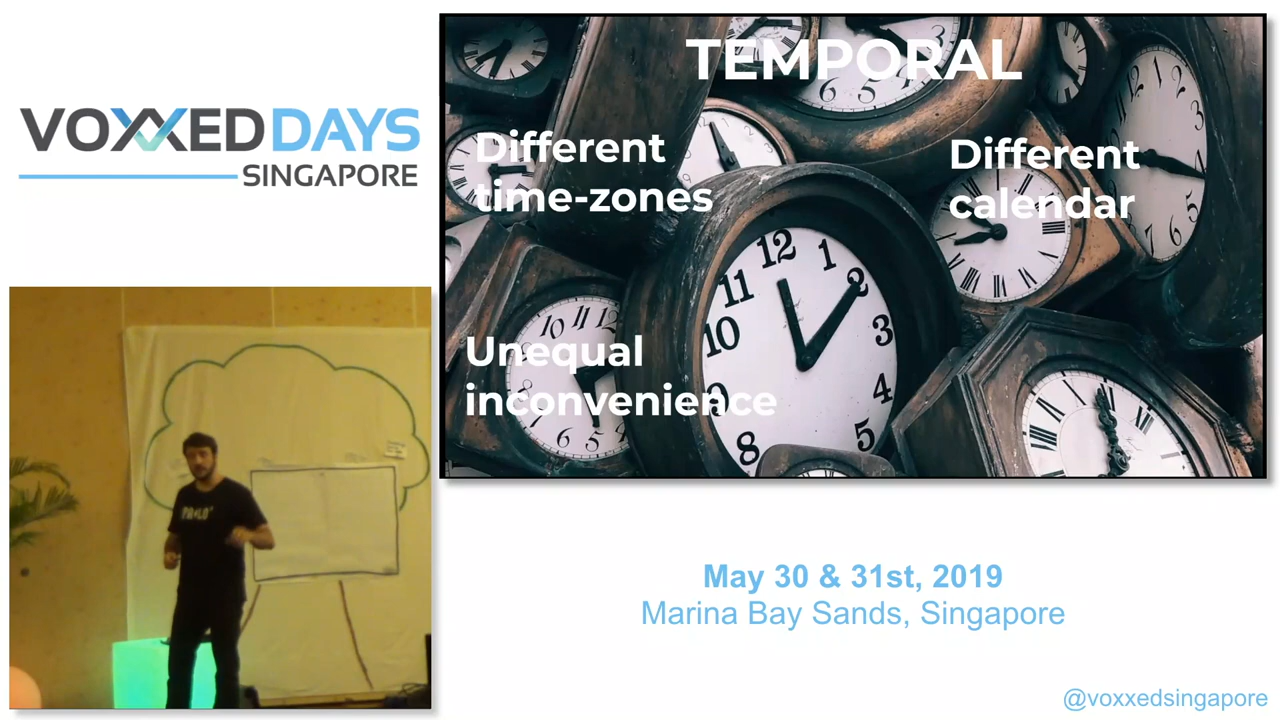 VOXXED DAYS
SINGAPORE
TEMPORAL
Different
time-zones
Different
calendar
Unequal
inconvenience
May 30 & 31st, 2019
Marina Bay Sands, Singapore
@voxxedsingapore